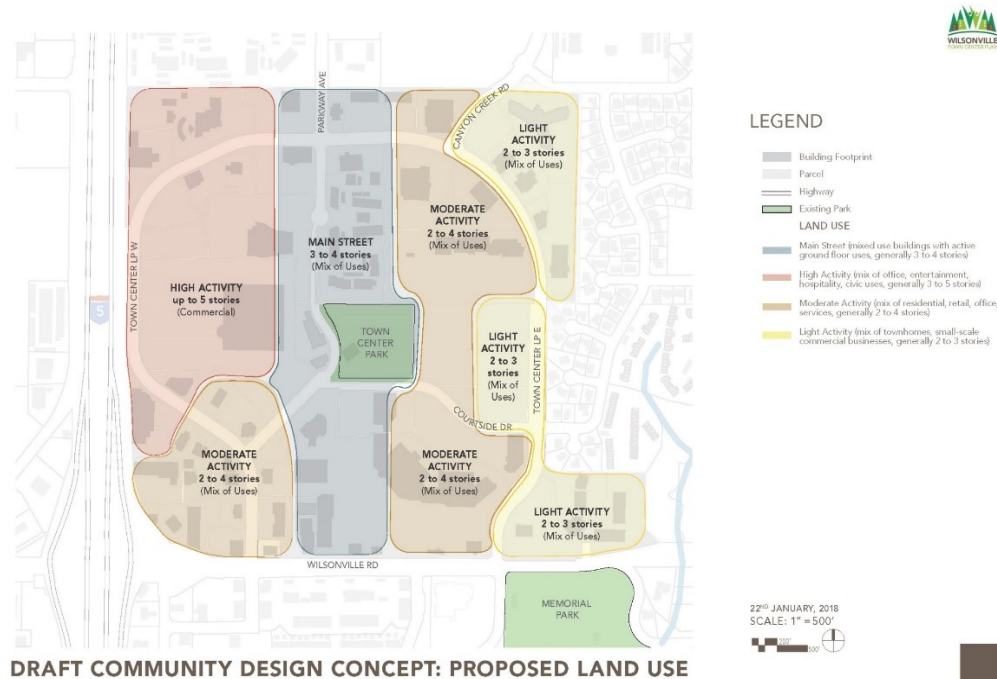 WILSONVILLE
TOWN CENTER PLAN
PARKWAY AVE
CANYON CREEK RD
LIGHT
ACTIVITY
2 to 3 stories
(Mix of Uses)
MODERATE
ACTIVITY
2 to 4 stories
(Mix of Uses)
MAIN STREET
3 to 4 stories
(Mix of Uses)
HIGH ACTIVITY
up to 5 stories
(Commercial)
TOWN CENTER LP W
5
TOWN
CENTER
PARK
LIGHT
ACTIVITY
2 to 3
stories
(Mix of
Uses)
TOWN CENTER LP E
COURTSIDE DR
MODERATE
ACTIVITY
2 to 4 stories
(Mix of Uses)
MODERATE
ACTIVITY
2 to 4 stories
(Mix of Uses)
LIGHT ACTIVITY
2 to 3 stories
(Mix of Uses)
WILSONVILLE RD
MEMORIAL
PARK
LEGEND
Building Footprint
Parcel
Highway
Existing Park
LAND USE
Main Street (mixed use buildings with active
ground floor uses, generally 3 to 4 stories)
High Activity (mix of office, entertainment,
hospitality, civic uses, generally 3 to 5 stories)
Moderate Activity (mix of residential, retail, office,
services, generally 2 to 4 stories)
Light Activity (mix of townhomes, small-scale
commercial businesses, generally 2 to 3 stories)
22ND JANUARY, 2018
SCALE: 1" = 500'
500'
DRAFT COMMUNITY DESIGN CONCEPT: PROPOSED LAND USE